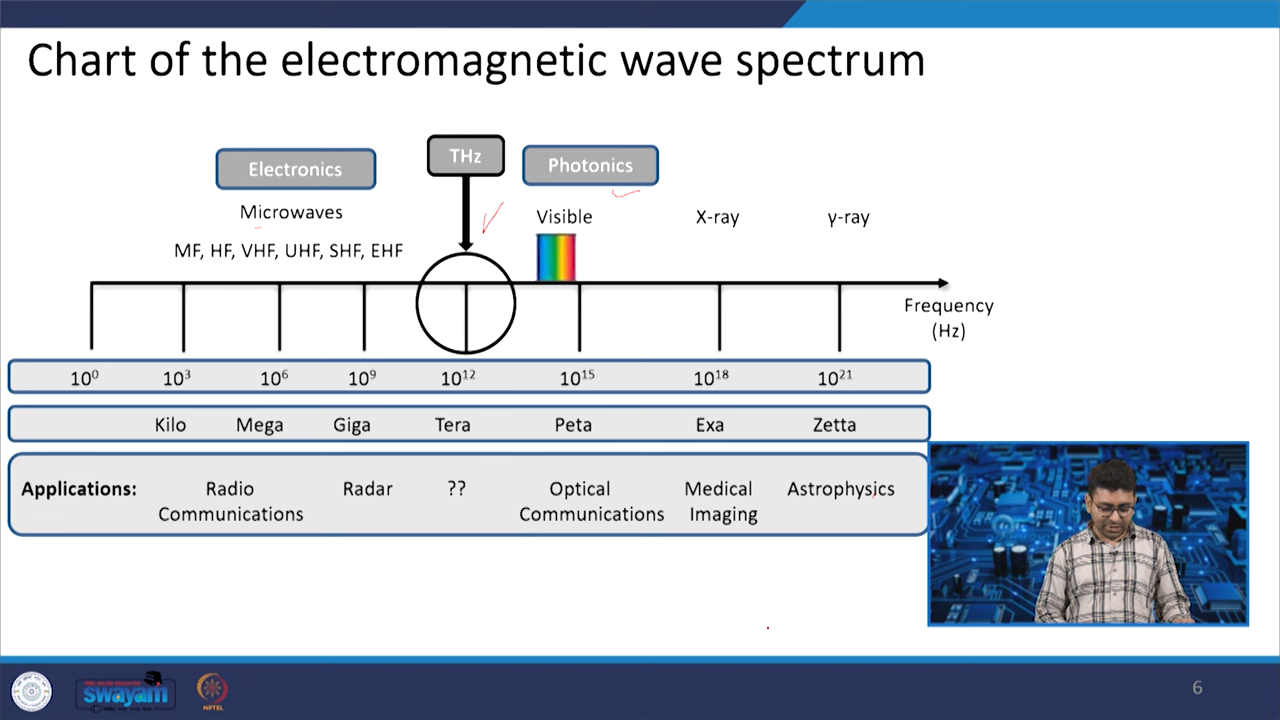 Chart of the electromagnetic wave spectrum
Electronics
THz
Photonics
Microwaves
Visible
X-ray
γ-ray
MF, HF, VHF, UHF, SHF, EHF
Frequency
(Hz)
10⁰ 10³ 10⁶ 10⁹ 10¹² 10¹⁵ 10¹⁸ 10²¹
Kilo Mega Giga Tera Peta Exa Zetta
Applications: Radio Communications Radar ?? Optical Communications Medical Imaging Astrophysics
swayam
NPTEL
6